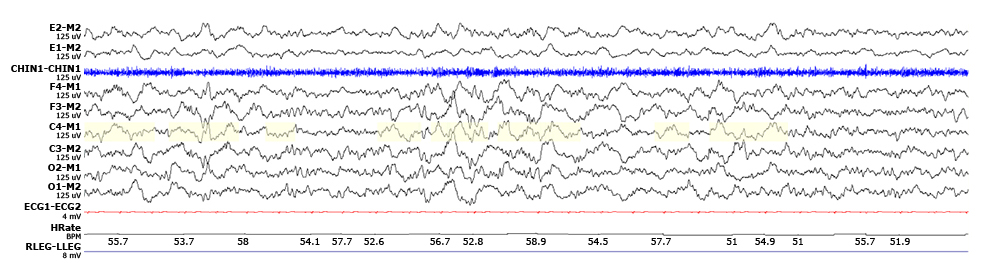 E2-M2
125 uV
E1-M2
125 uV
CHIN1-CHIN1
125 uV
F4-M1
125 uV
F3-M2
125 uV
C4-M1
125 uV
C3-M2
125 uV
O2-M1
125 uV
O1-M2
125 uV
ECG1-ECG2
4 mV
HRate
BPM
55.7 53.7 58 54.1 57.7 52.6 56.7 52.8 58.9 54.5 57.7 51 54.9 51 55.7 51.9
RLEG-LLEG
8 mV